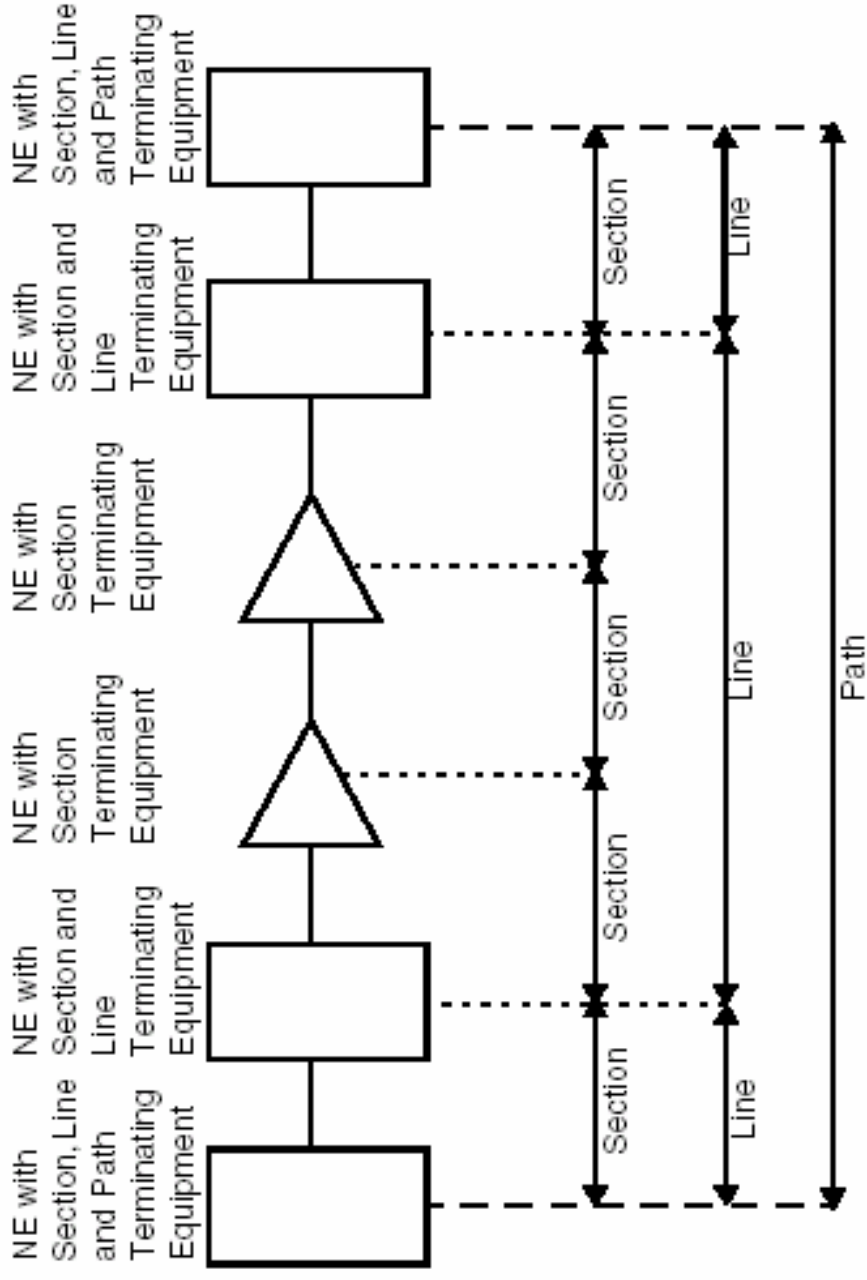 NE with
Section, Line
and Path
Terminating
Equipment
NE with
Section and
Line
Terminating
Equipment
NE with
Section
Terminating
Equipment
NE with
Section
Terminating
Equipment
NE with
Section and
Line
Terminating
Equipment
NE with
Section, Line
and Path
Terminating
Equipment
Section
Section
Section
Section
Section
Line
Line
Line
Path